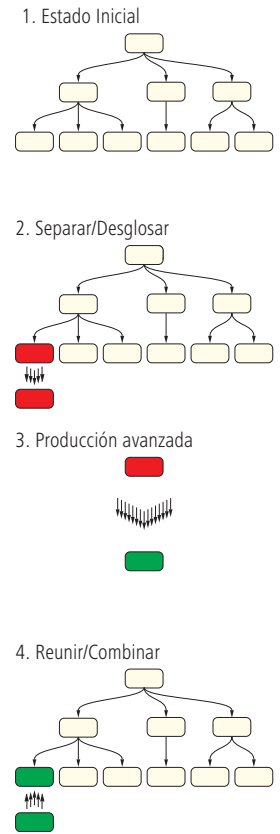 1. Estado Inicial
2. Separar/Desglosar
3. Producción avanzada
4. Reunir/Combinar